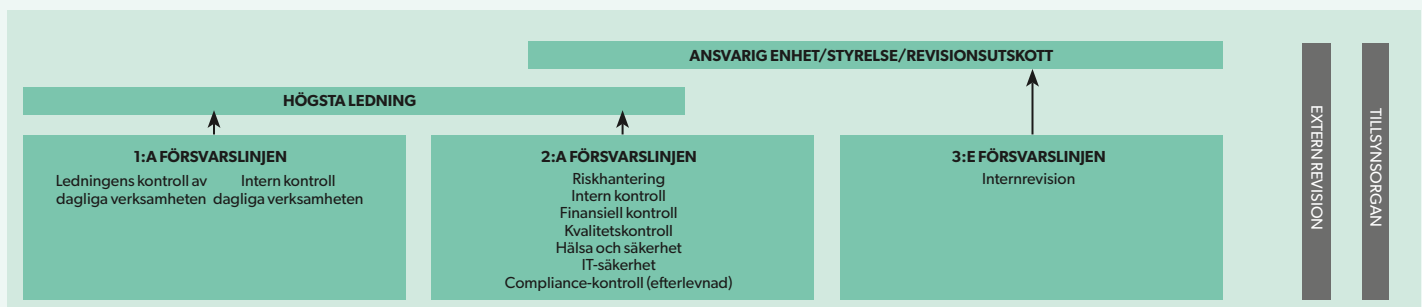 ANSVARIG ENHET/STYRELSE/REVISIONSUTSKOTT
HÖGSTA LEDNING
1:A FÖRSVARSLINJEN
Ledningens kontroll av
dagliga verksamheten
Intern kontroll
dagliga verksamheten
2:A FÖRSVARSLINJEN
Riskhantering
Intern kontroll
Finansiell kontroll
Kvalitetskontroll
Hälsa och säkerhet
IT-säkerhet
Compliance-kontroll (efterlevnad)
3:E FÖRSVARSLINJEN
Internrevision
EXTERN REVISION
TILLSYNSORGAN